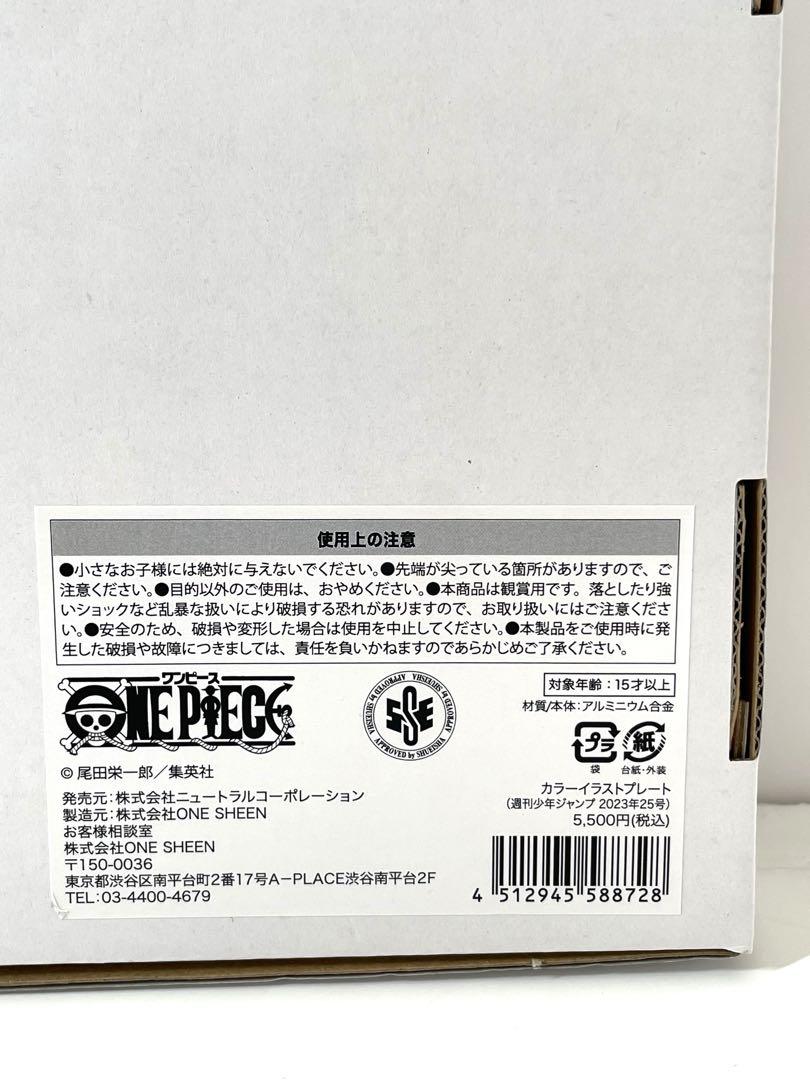 使用上の注意
●小さなお子様には絶対に与えないでください。●先端が尖っている箇所がありますので、ご
注意ください。●目的以外のご使用は、おやめください。●本商品は観賞用です。落としたり強
いショックなど乱暴な扱いにより破損する恐れがありますので、お取り扱いにはご注意くださ
い。●安全のため、破損や変形した場合は使用を中止してください。●本製品をご使用時に発
生した破損や故障につきましては、責任を負いかねますのであらかじめご了承ください。
ワンピース
ONE PIECE
APPROVED by SHUEISHA
APPROVED by SHUEISHA
APPROVED by SHUEISHA
対象年齢：15才以上
材質/本体：アルミニウム合金
プラ
紙
袋
台紙・外装
© 尾田栄一郎／集英社
発売元：株式会社ニュートラルコーポレーション
製造元：株式会社ONE SHEEN
お客様相談室
株式会社ONE SHEEN
〒150-0036
東京都渋谷区南平台町2番17号A-PLACE渋谷南平台2F
TEL:03-4400-4679
カラーイラストプレート
（週刊少年ジャンプ 2023年25号）
5,500円(税込)
4 512945 588728